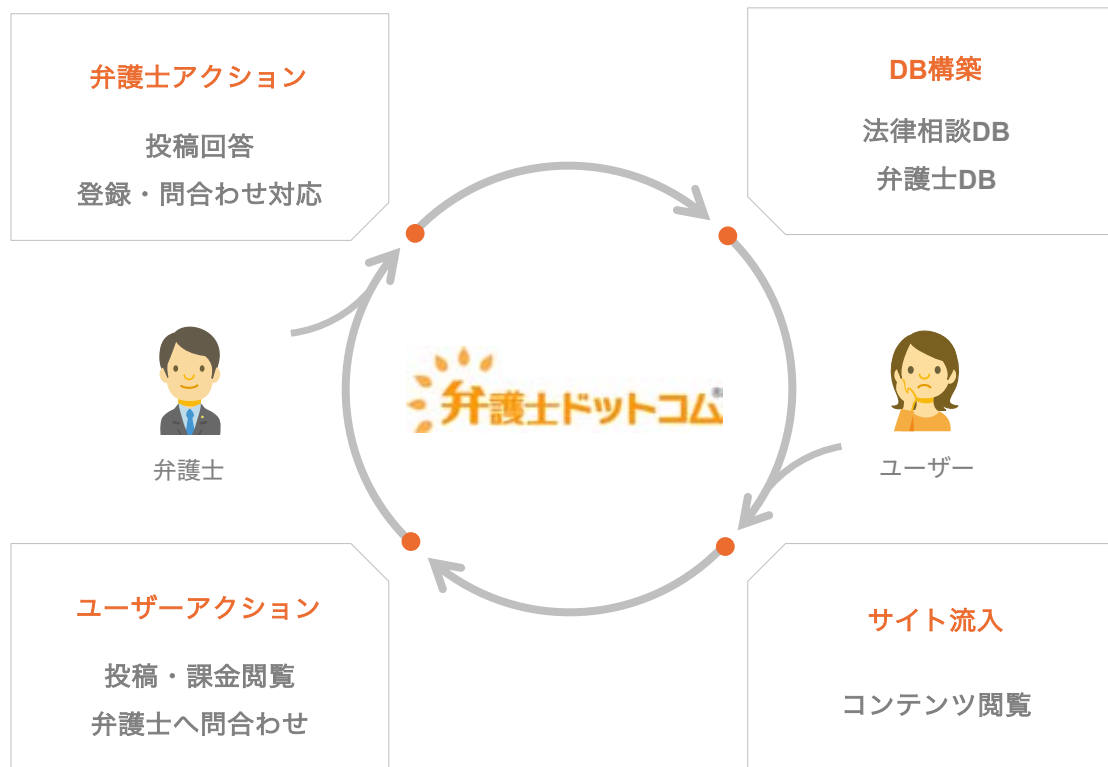 弁護士アクション
投稿回答
登録・問合わせ対応
DB構築
法律相談DB
弁護士DB
弁護士ドットコム®
弁護士
ユーザー
ユーザーアクション
投稿・課金閲覧
弁護士へ問合わせ
サイト流入
コンテンツ閲覧